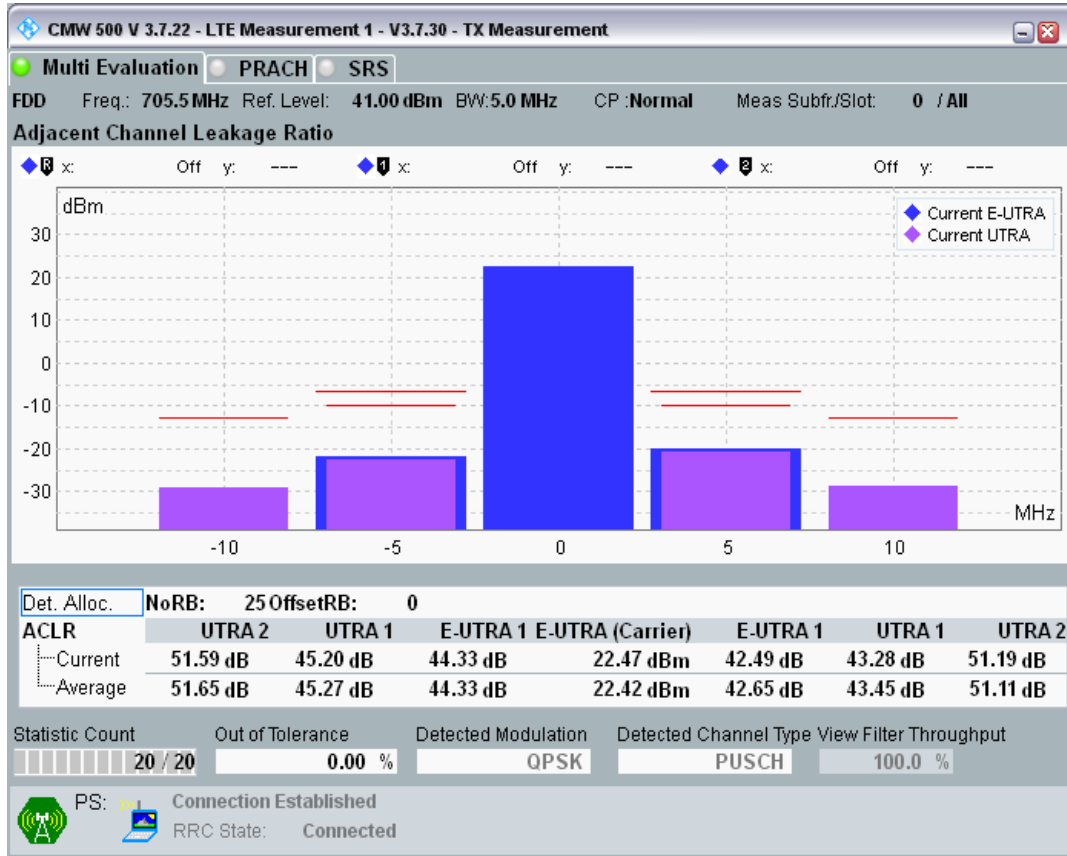 CMW 500 V 3.7.22 - LTE Measurement 1 - V3.7.30 - TX Measurement
Multi Evaluation PRACH SRS
FDD Freq.: 705.5 MHz Ref. Level: 41.00 dBm BW:5.0 MHz CP :Normal Meas Subfr./Slot: 0 / All
Adjacent Channel Leakage Ratio
R x: Off y: --- 1 x: Off y: --- 2 x: Off y: ---
dBm
Current E-UTRA
Current UTRA
30
20
10
0
-10
-20
-30
MHz
-10 -5 0 5 10
Det. Alloc. NoRB: 25 OffsetRB: 0
ACLR UTRA 2 UTRA 1 E-UTRA 1 E-UTRA (Carrier) E-UTRA 1 UTRA 1 UTRA 2
Current 51.59 dB 45.20 dB 44.33 dB 22.47 dBm 42.49 dB 43.28 dB 51.19 dB
Average 51.65 dB 45.27 dB 44.33 dB 22.42 dBm 42.65 dB 43.45 dB 51.11 dB
Statistic Count Out of Tolerance Detected Modulation Detected Channel Type View Filter Throughput
20 / 20 0.00 % QPSK PUSCH 100.0 %
PS: Connection Established
RRC State: Connected